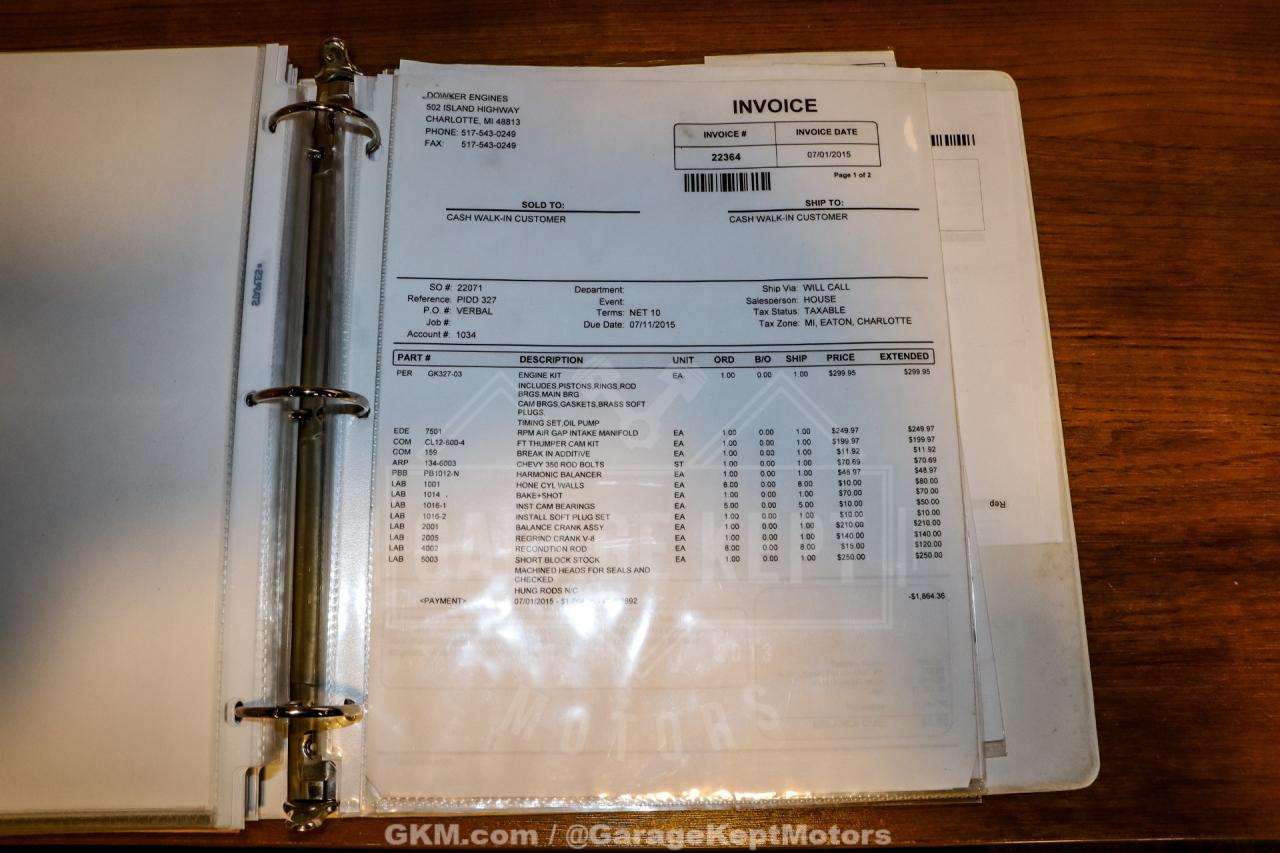 DOWKER ENGINES
502 ISLAND HIGHWAY
CHARLOTTE, MI 48813
PHONE: 517-543-0249
FAX: 517-543-0249
INVOICE
INVOICE # INVOICE DATE
22364 07/01/2015
Page 1 of 2
SOLD TO: SHIP TO:
CASH WALK-IN CUSTOMER CASH WALK-IN CUSTOMER
STAPLES
SO #: 22071 Department: Ship Via: WILL CALL
Reference: PIDD 327 Event: Salesperson: HOUSE
P.O. #: VERBAL Terms: NET 10 Tax Status: TAXABLE
Job #: Due Date: 07/11/2015 Tax Zone: MI, EATON, CHARLOTTE
Account #: 1034
PART # DESCRIPTION UNIT ORD B/O SHIP PRICE EXTENDED
PER GK327-03 ENGINE KIT EA 1.00 0.00 1.00 $299.95 $299.95
INCLUDES,PISTONS,RINGS,ROD
BRGS,MAIN BRG
CAM BRGS,GASKETS,BRASS SOFT
PLUGS.
TIMING SET,OIL PUMP
EDE 7501 RPM AIR GAP INTAKE MANIFOLD EA 1.00 0.00 1.00 $249.97 $249.97
COM CL12-600-4 FT THUMPER CAM KIT EA 1.00 0.00 1.00 $199.97 $199.97
COM 159 BREAK IN ADDITIVE EA 1.00 0.00 1.00 $11.92 $11.92
ARP 134-6003 CHEVY 350 ROD BOLTS ST 1.00 0.00 1.00 $70.69 $70.69
PBB PB1012-N HARMONIC BALANCER EA 1.00 0.00 1.00 $48.97 $48.97
LAB 1001 HONE CYL WALLS EA 8.00 0.00 8.00 $10.00 $80.00
LAB 1014 BAKE+SHOT EA 1.00 0.00 1.00 $70.00 $70.00
LAB 1016-1 INST.CAM BEARINGS EA 5.00 0.00 5.00 $10.00 $50.00
LAB 1016-2 INSTALL SOFT PLUG SET EA 1.00 0.00 1.00 $10.00 $10.00
LAB 2001 BALANCE CRANK ASSY EA 1.00 0.00 1.00 $210.00 $210.00
LAB 2005 REGRIND CRANK V-8 EA 1.00 0.00 1.00 $140.00 $140.00
LAB 4002 RECONDTION ROD EA 8.00 0.00 8.00 $15.00 $120.00
LAB 5003 SHORT BLOCK STOCK EA 1.00 0.00 1.00 $250.00 $250.00
MACHINED HEADS FOR SEALS AND
CHECKED
HUNG RODS N/C
<PAYMENT> 07/01/2015 -$1,864.36
Rep
GARAGE KEPT
2013
MOTORS
GKM.com / @GarageKeptMotors